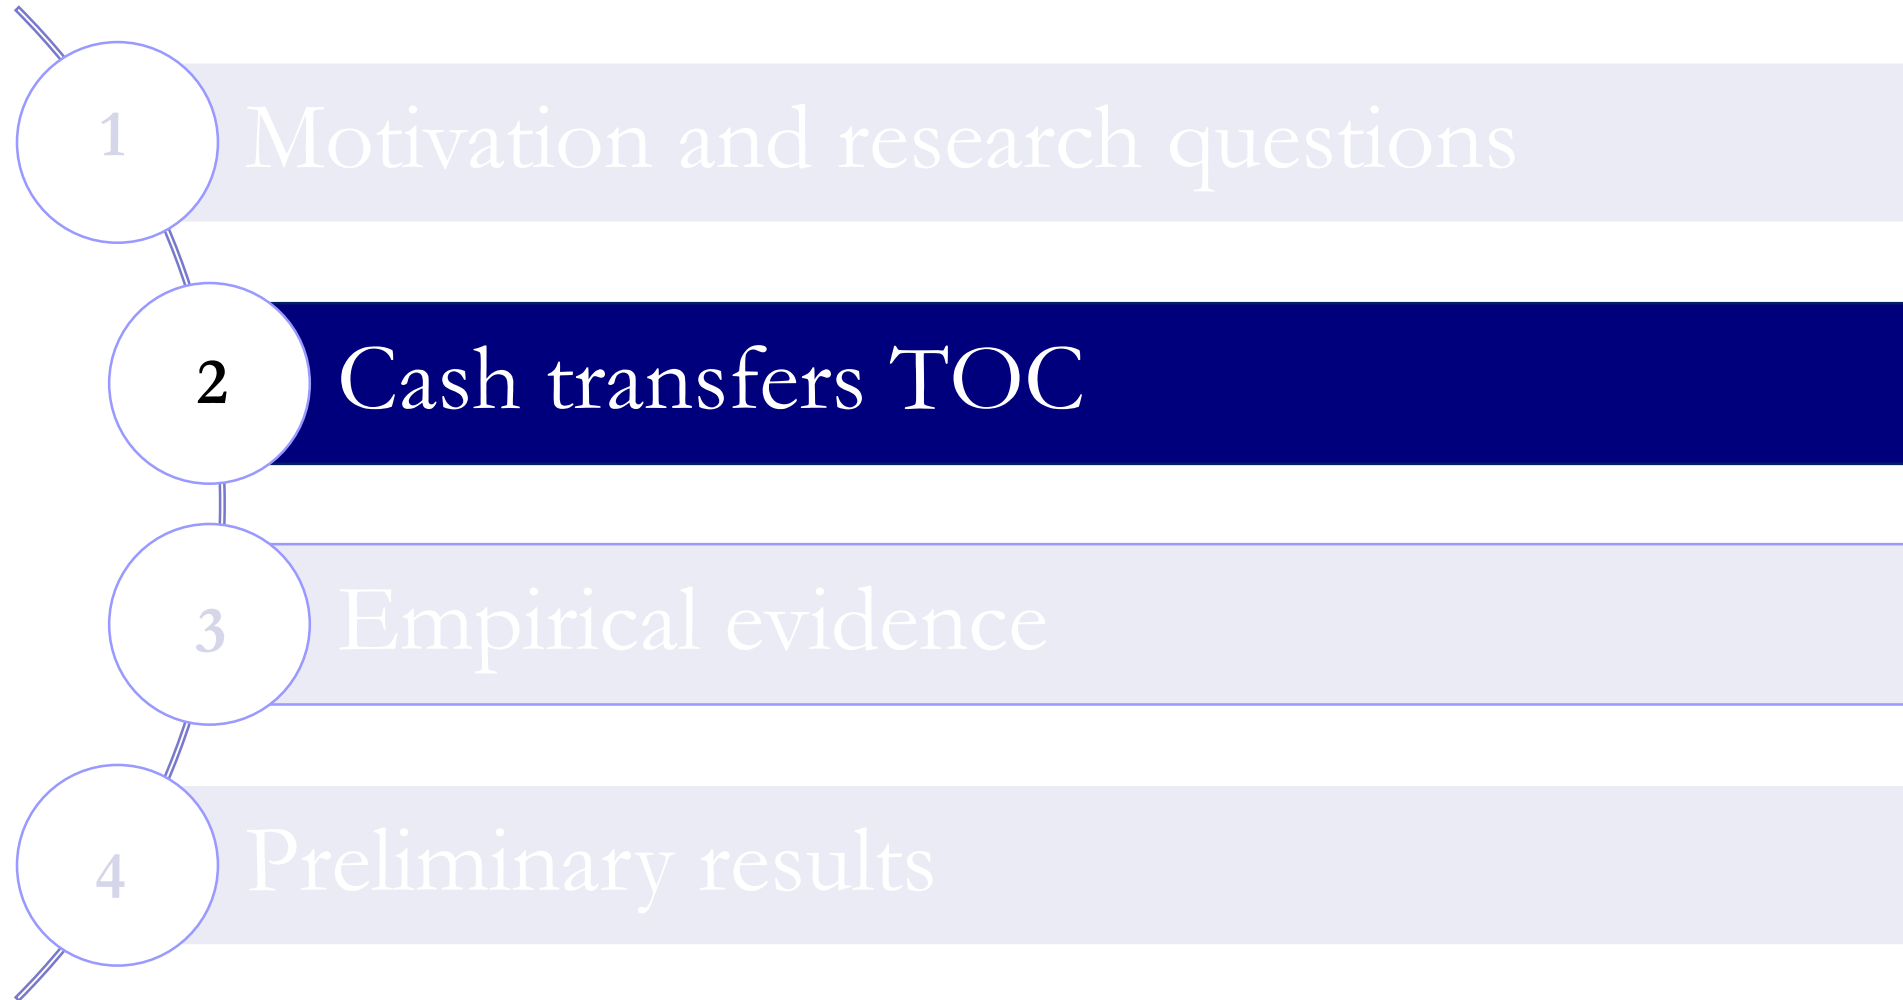 1 Motivation and research questions
2 Cash transfers TOC
3 Empirical evidence
4 Preliminary results